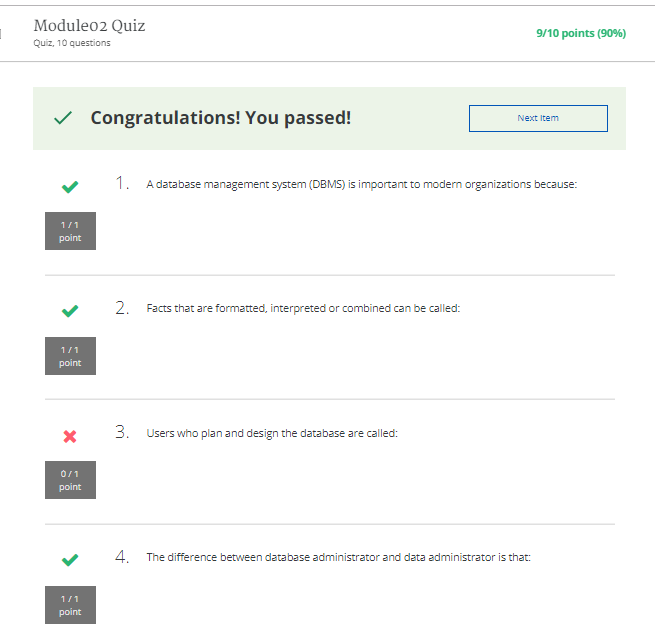 Module02 Quiz
Quiz, 10 questions
9/10 points (90%)
Congratulations! You passed!
Next Item
1. A database management system (DBMS) is important to modern organizations because:
1 / 1
point
2. Facts that are formatted, interpreted or combined can be called:
1 / 1
point
3. Users who plan and design the database are called:
0 / 1
point
4. The difference between database administrator and data administrator is that:
1 / 1
point